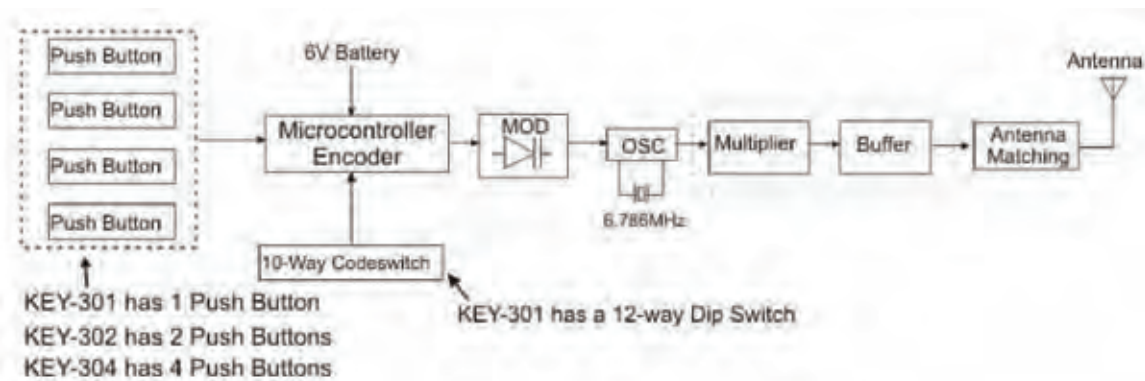 Push Button
Push Button
Push Button
Push Button
6V Battery
Microcontroller
Encoder
10-Way Codeswitch
MOD
OSC
6.786MHz
Multiplier
Buffer
Antenna
Matching
Antenna
KEY-301 has 1 Push Button
KEY-302 has 2 Push Buttons
KEY-304 has 4 Push Buttons
KEY-301 has a 12-way Dip Switch